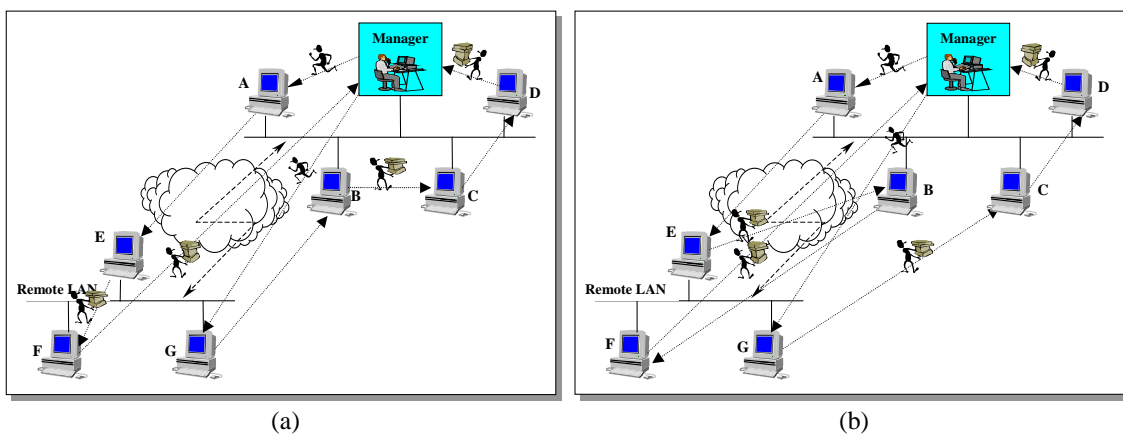 Manager
A
D
B
C
E
Remote LAN
F
G
(a)
Manager
A
D
B
C
E
Remote LAN
F
G
(b)